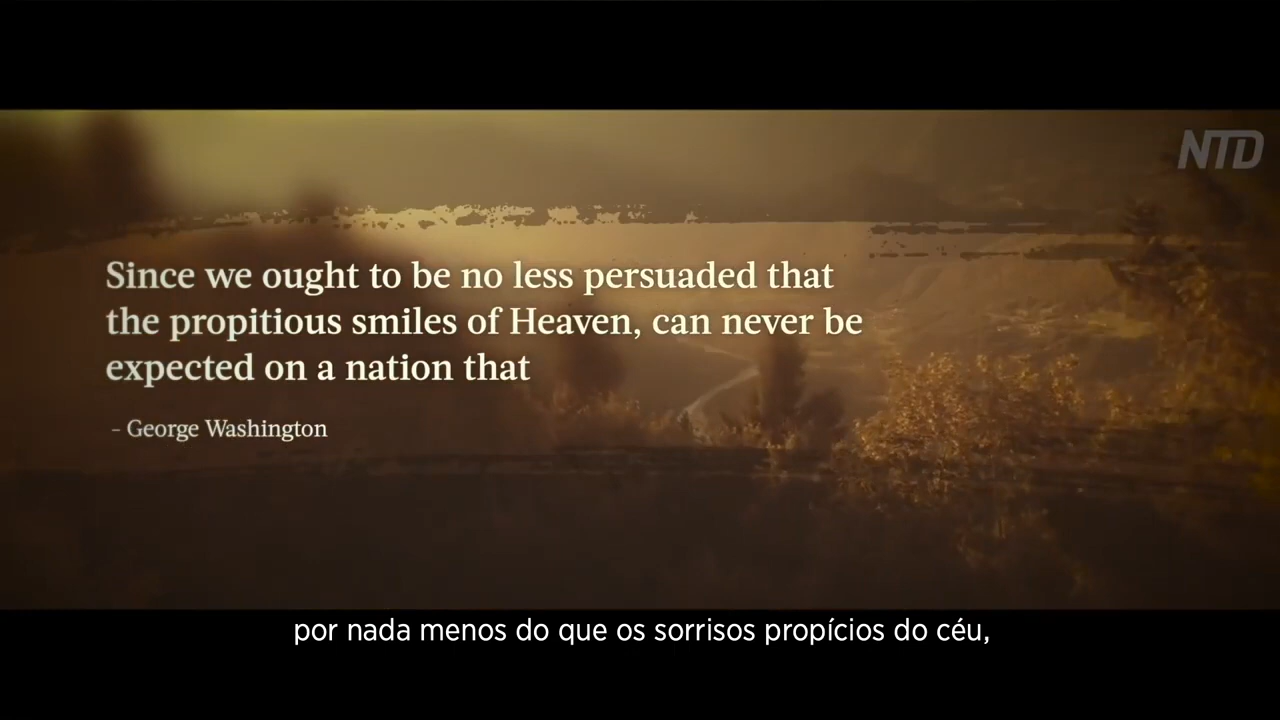 NTD
Since we ought to be no less persuaded that
the propitious smiles of Heaven, can never be
expected on a nation that
- George Washington
por nada menos do que os sorrisos propícios do céu,